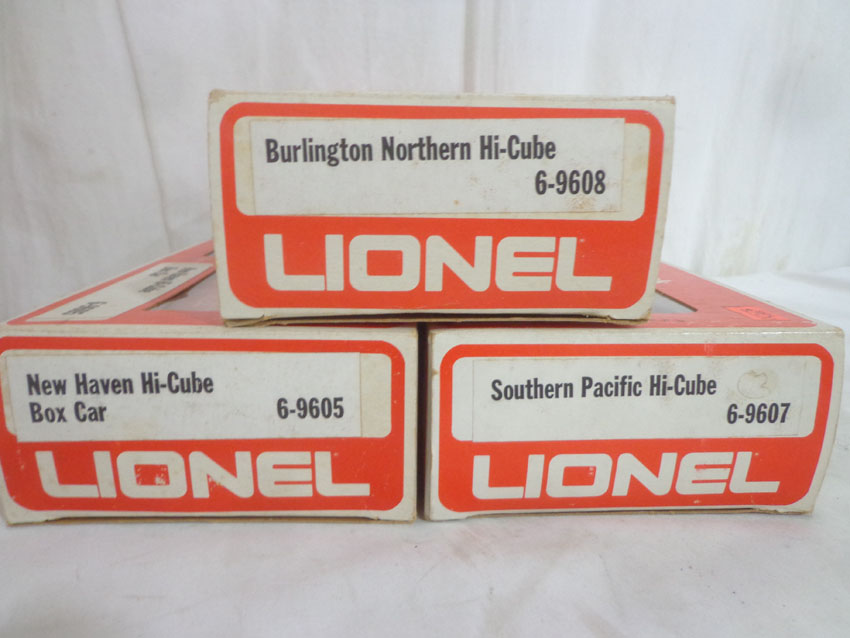 Burlington Northern Hi-Cube
6-9608
LIONEL
New Haven Hi-Cube
Box Car 6-9605
LIONEL
Southern Pacific Hi-Cube
6-9607
LIONEL